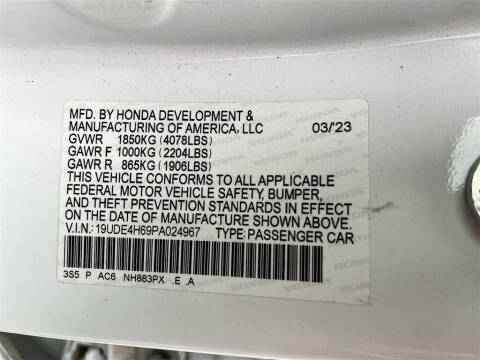 MFD. BY HONDA DEVELOPMENT &
MANUFACTURING OF AMERICA, LLC 03/'23
GVWR 1850KG (4078LBS)
GAWR F 1000KG (2204LBS)
GAWR R 865KG (1906LBS)
THIS VEHICLE CONFORMS TO ALL APPLICABLE
FEDERAL MOTOR VEHICLE SAFETY, BUMPER,
AND THEFT PREVENTION STANDARDS IN EFFECT
ON THE DATE OF MANUFACTURE SHOWN ABOVE.
V.I.N: 19UDE4H69PA024967 TYPE: PASSENGER CAR
3S5 P AC6 NH883PX .E .A